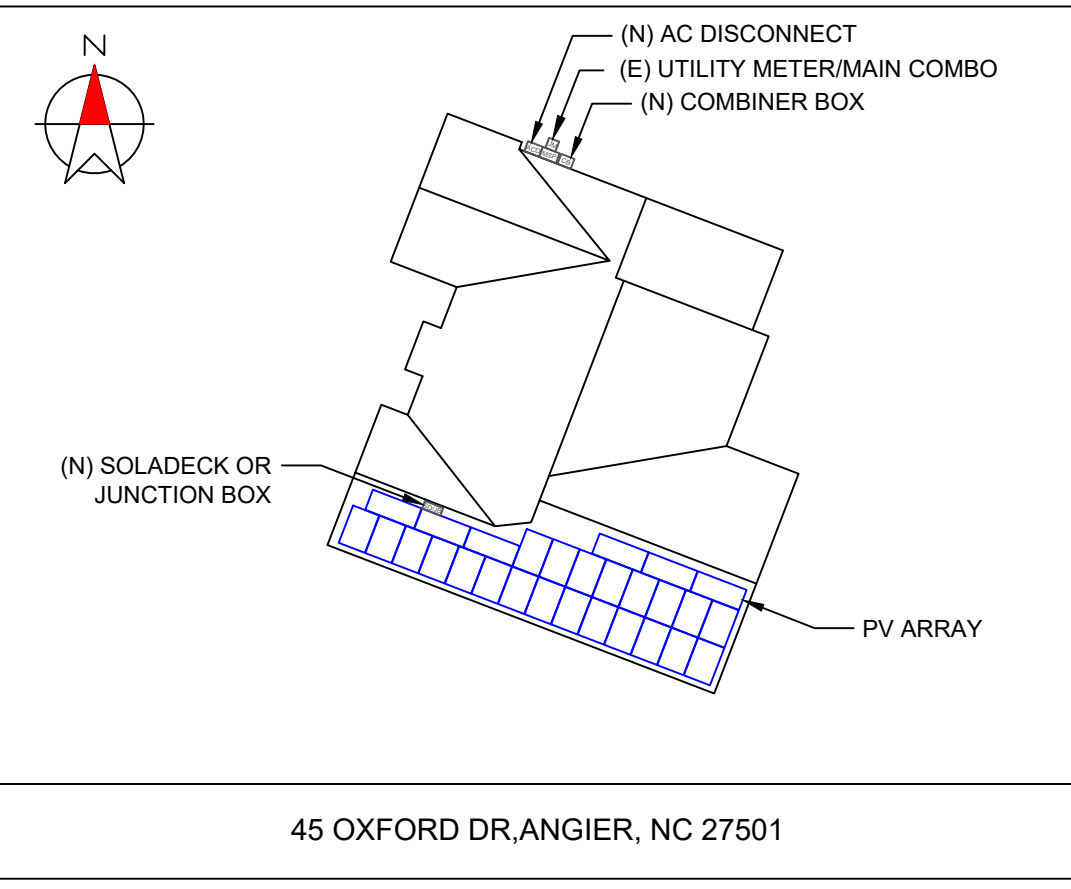 N
(N) AC DISCONNECT
(E) UTILITY METER/MAIN COMBO
(N) COMBINER BOX
UM
ACD
MSP
CB
(N) SOLADECK OR
JUNCTION BOX
PV ARRAY
45 OXFORD DR,ANGIER, NC 27501